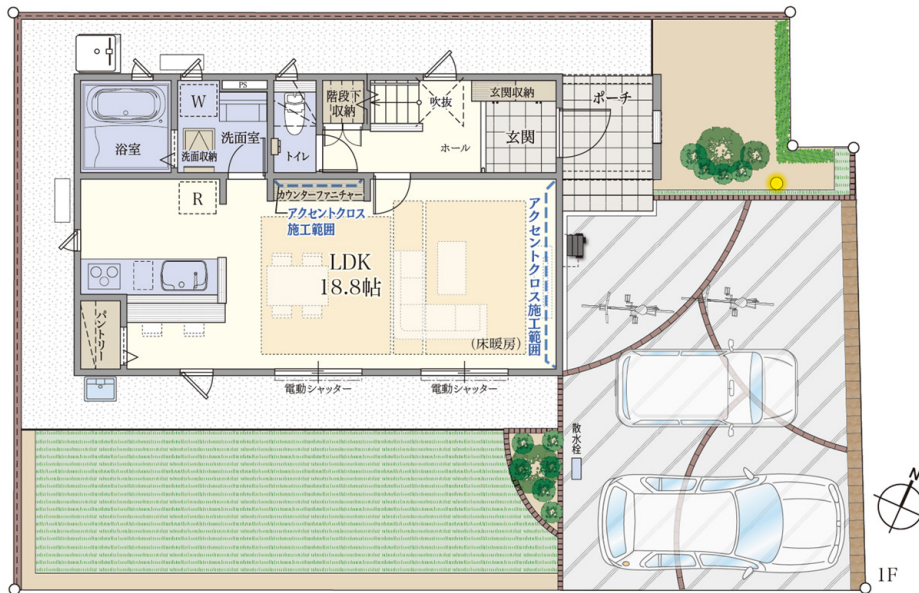 PS
W
階段下
収納
吹抜
玄関収納
ポーチ
浴室
洗面収納
洗面室
トイレ
ホール
玄関
R
カウンターファニチャー
アクセントクロス
施工範囲
アクセントクロス施工範囲
LDK
18.8帖
パントリー
(床暖房)
電動シャッター
電動シャッター
散水栓
N
1F